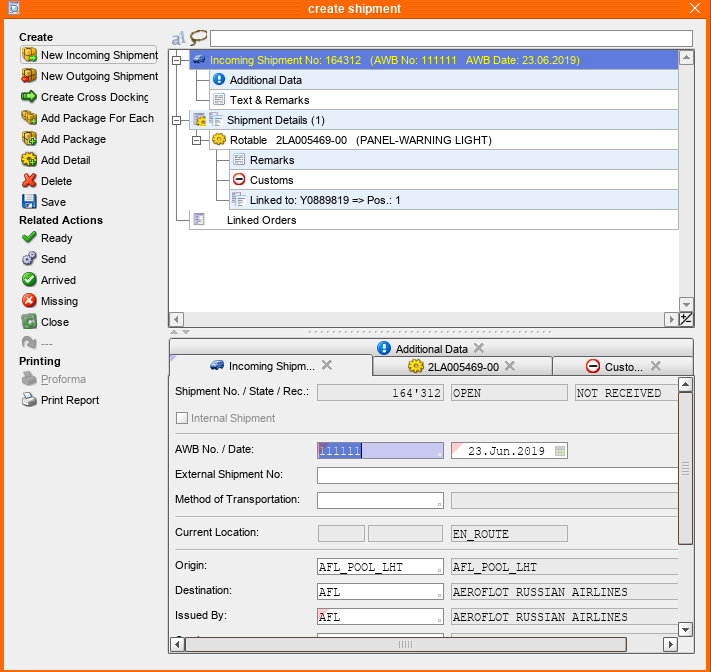 create shipment
Create
New Incoming Shipment
New Outgoing Shipment
Create Cross Docking
Add Package For Each
Add Package
Add Detail
Delete
Save
Related Actions
Ready
Send
Arrived
Missing
Close
---
Printing
Proforma
Print Report
Incoming Shipment No: 164312 (AWB No: 111111 AWB Date: 23.06.2019)
Additional Data
Text & Remarks
Shipment Details (1)
Rotable 2LA005469-00 (PANEL-WARNING LIGHT)
Remarks
Customs
Linked to: Y0889819 => Pos.: 1
Linked Orders
Additional Data
Incoming Shipm... 2LA005469-00 Custo...
Shipment No. / State / Rec.: 164'312 OPEN NOT RECEIVED
Internal Shipment
AWB No. / Date: 111111 23.Jun.2019
External Shipment No:
Method of Transportation:
Current Location: EN_ROUTE
Origin: AFL_POOL_LHT AFL_POOL_LHT
Destination: AFL AEROFLOT RUSSIAN AIRLINES
Issued By: AFL AEROFLOT RUSSIAN AIRLINES